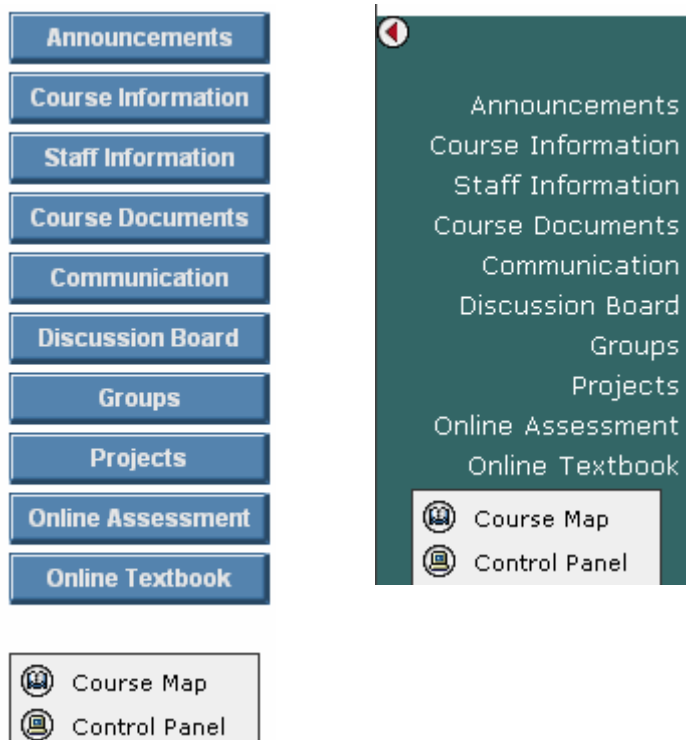 Announcements
Course Information
Staff Information
Course Documents
Communication
Discussion Board
Groups
Projects
Online Assessment
Online Textbook
Course Map
Control Panel
Announcements
Course Information
Staff Information
Course Documents
Communication
Discussion Board
Groups
Projects
Online Assessment
Online Textbook
Course Map
Control Panel